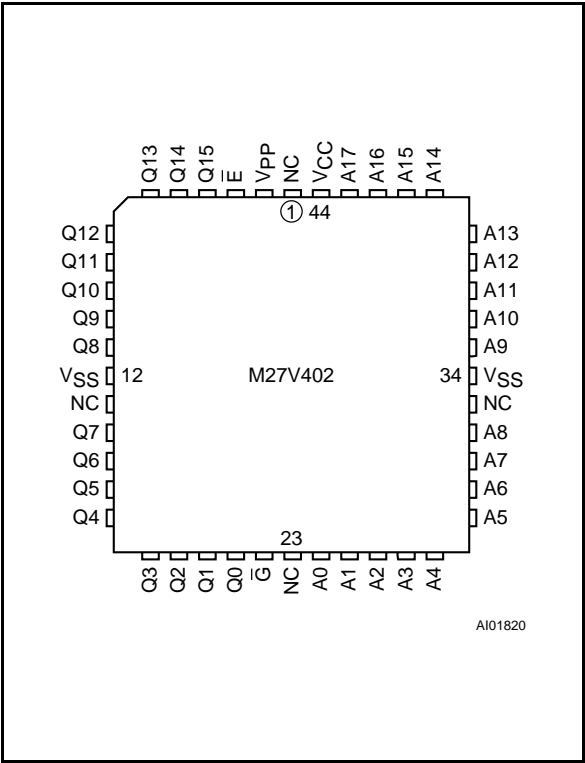 Q13 Q14 Q15 E̅ VPP NC VCC A17 A16 A15 A14
1 44
Q12 A13
Q11 A12
Q10 A11
Q9 A10
Q8 A9
VSS 12 M27V402 34 VSS
NC NC
Q7 A8
Q6 A7
Q5 A6
Q4 A5
23
Q3 Q2 Q1 Q0 G̅ NC A0 A1 A2 A3 A4
AI01820